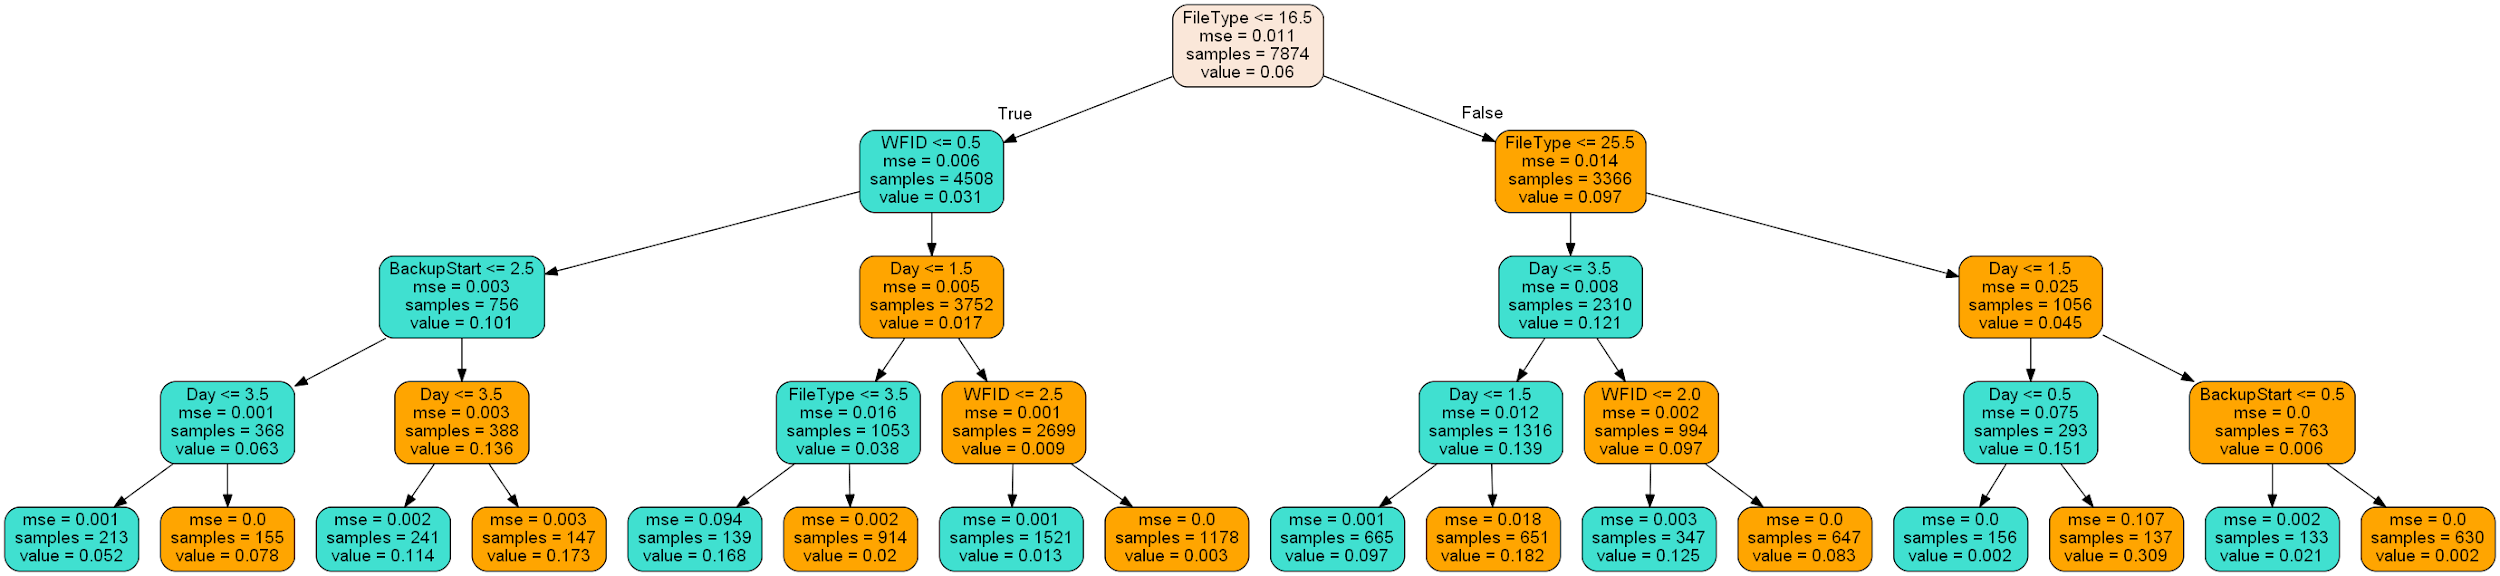 FileType <= 16.5
mse = 0.011
samples = 7874
value = 0.06
True
False
WFID <= 0.5
mse = 0.006
samples = 4508
value = 0.031
FileType <= 25.5
mse = 0.014
samples = 3366
value = 0.097
BackupStart <= 2.5
mse = 0.003
samples = 756
value = 0.101
Day <= 1.5
mse = 0.005
samples = 3752
value = 0.017
Day <= 3.5
mse = 0.008
samples = 2310
value = 0.121
Day <= 1.5
mse = 0.025
samples = 1056
value = 0.045
Day <= 3.5
mse = 0.001
samples = 368
value = 0.063
Day <= 3.5
mse = 0.003
samples = 388
value = 0.136
FileType <= 3.5
mse = 0.016
samples = 1053
value = 0.038
WFID <= 2.5
mse = 0.001
samples = 2699
value = 0.009
Day <= 1.5
mse = 0.012
samples = 1316
value = 0.139
WFID <= 2.0
mse = 0.002
samples = 994
value = 0.097
Day <= 0.5
mse = 0.075
samples = 293
value = 0.151
BackupStart <= 0.5
mse = 0.0
samples = 763
value = 0.006
mse = 0.001
samples = 213
value = 0.052
mse = 0.0
samples = 155
value = 0.078
mse = 0.002
samples = 241
value = 0.114
mse = 0.003
samples = 147
value = 0.173
mse = 0.094
samples = 139
value = 0.168
mse = 0.002
samples = 914
value = 0.02
mse = 0.001
samples = 1521
value = 0.013
mse = 0.0
samples = 1178
value = 0.003
mse = 0.001
samples = 665
value = 0.097
mse = 0.018
samples = 651
value = 0.182
mse = 0.003
samples = 347
value = 0.125
mse = 0.0
samples = 647
value = 0.083
mse = 0.0
samples = 156
value = 0.002
mse = 0.107
samples = 137
value = 0.309
mse = 0.002
samples = 133
value = 0.021
mse = 0.0
samples = 630
value = 0.002